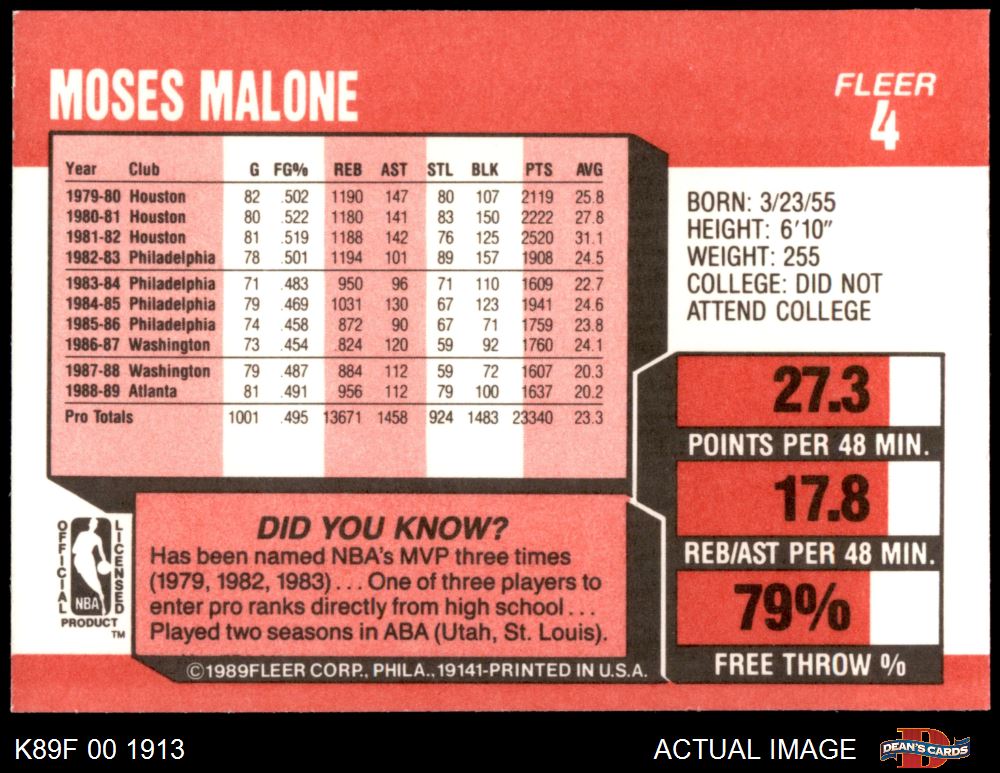 MOSES MALONE
FLEER
4
Year Club G FG% REB AST STL BLK PTS AVG
1979-80 Houston 82 .502 1190 147 80 107 2119 25.8
1980-81 Houston 80 .522 1180 141 83 150 2222 27.8
1981-82 Houston 81 .519 1188 142 76 125 2520 31.1
1982-83 Philadelphia 78 .501 1194 101 89 157 1908 24.5
1983-84 Philadelphia 71 .483 950 96 71 110 1609 22.7
1984-85 Philadelphia 79 .469 1031 130 67 123 1941 24.6
1985-86 Philadelphia 74 .458 872 90 67 71 1759 23.8
1986-87 Washington 73 .454 824 120 59 92 1760 24.1
1987-88 Washington 79 .487 884 112 59 72 1607 20.3
1988-89 Atlanta 81 .491 956 112 79 100 1637 20.2
Pro Totals 1001 .495 13671 1458 924 1483 23340 23.3
BORN: 3/23/55
HEIGHT: 6'10"
WEIGHT: 255
COLLEGE: DID NOT
ATTEND COLLEGE
27.3
POINTS PER 48 MIN.
17.8
REB/AST PER 48 MIN.
79%
FREE THROW %
OFFICIAL LICENSED
NBA
PRODUCT
TM
DID YOU KNOW?
Has been named NBA's MVP three times
(1979, 1982, 1983) . . . One of three players to
enter pro ranks directly from high school . . .
Played two seasons in ABA (Utah, St. Louis).
©1989FLEER CORP., PHILA., 19141-PRINTED IN U.S.A.
K89F 00 1913
ACTUAL IMAGE
DEAN'S CARDS